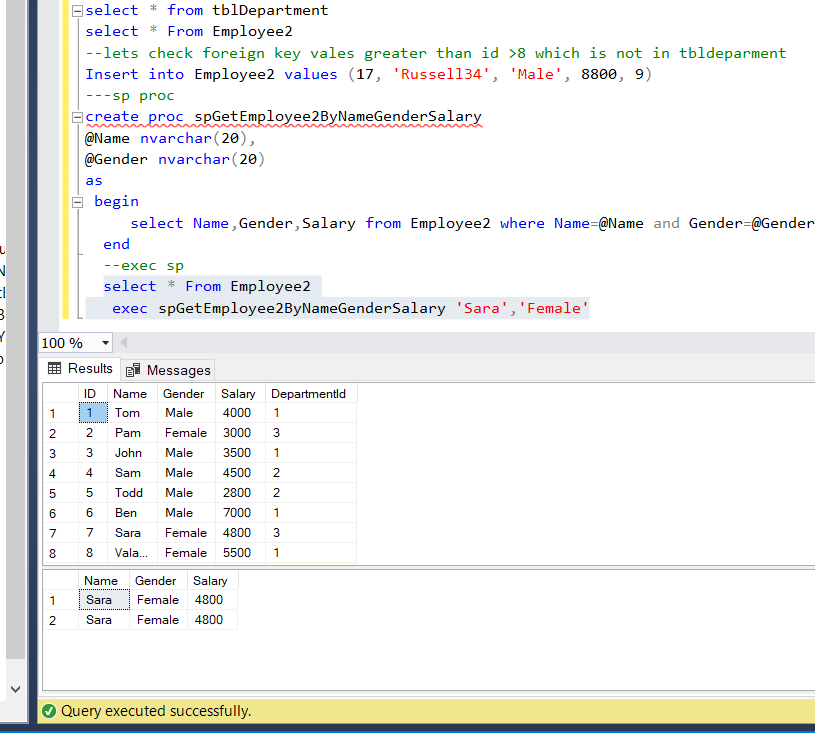 select * from tblDepartment
select * From Employee2
--lets check foreign key vales greater than id >8 which is not in tbldeparment
Insert into Employee2 values (17, 'Russell34', 'Male', 8800, 9)
---sp proc
create proc spGetEmployee2ByNameGenderSalary
@Name nvarchar(20),
@Gender nvarchar(20)
as
begin
select Name,Gender,Salary from Employee2 where Name=@Name and Gender=@Gender
end
--exec sp
select * From Employee2
exec spGetEmployee2ByNameGenderSalary 'Sara','Female'
100 %
Results Messages
ID Name Gender Salary DepartmentId
1 1 Tom Male 4000 1
2 2 Pam Female 3000 3
3 3 John Male 3500 1
4 4 Sam Male 4500 2
5 5 Todd Male 2800 2
6 6 Ben Male 7000 1
7 7 Sara Female 4800 3
8 8 Vala... Female 5500 1
Name Gender Salary
1 Sara Female 4800
2 Sara Female 4800
Query executed successfully.